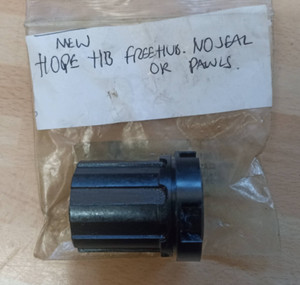 NEW
HOPE HB FREEHUB. NO SEAL
OR PAWLS.